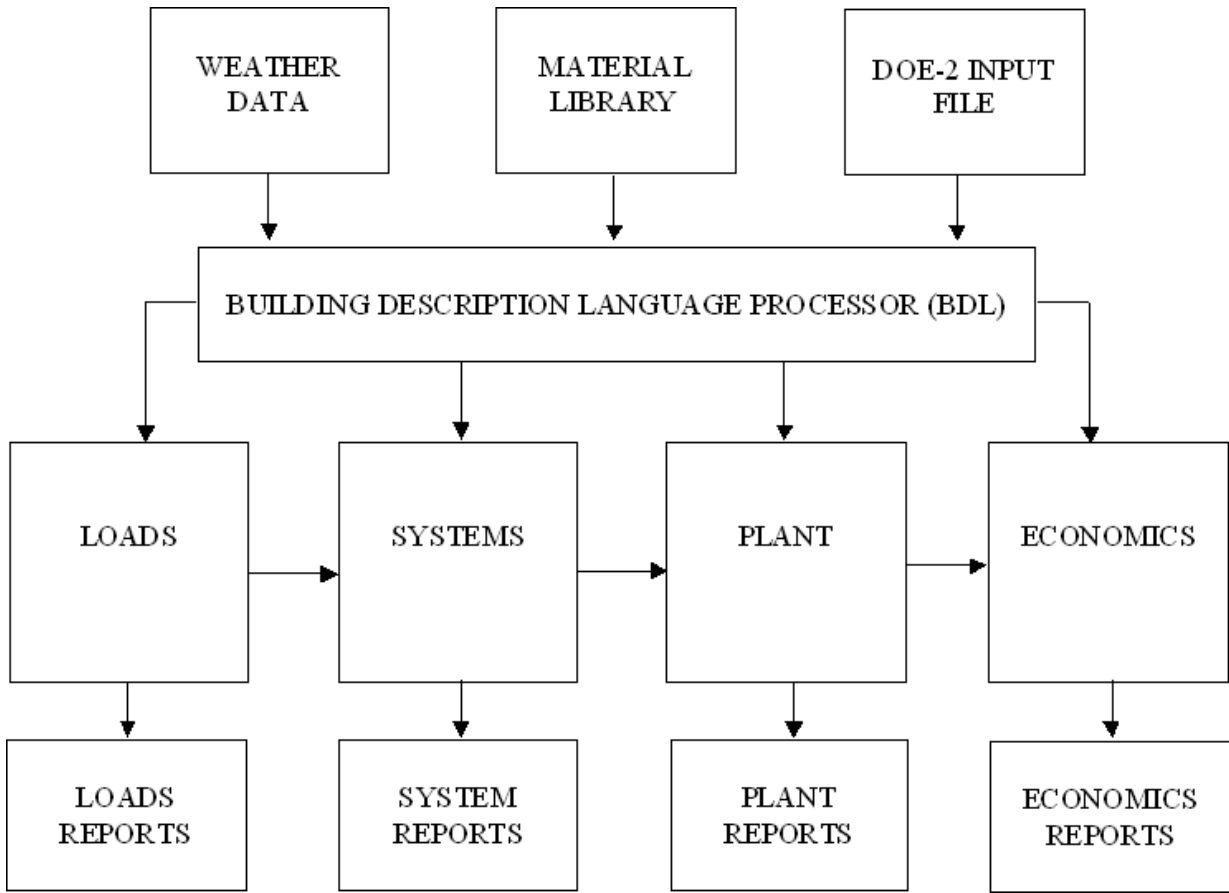 WEATHER
DATA
MATERIAL
LIBRARY
DOE-2 INPUT
FILE
BUILDING DESCRIPTION LANGUAGE PROCESSOR (BDL)
LOADS
SYSTEMS
PLANT
ECONOMICS
LOADS
REPORTS
SYSTEM
REPORTS
PLANT
REPORTS
ECONOMICS
REPORTS